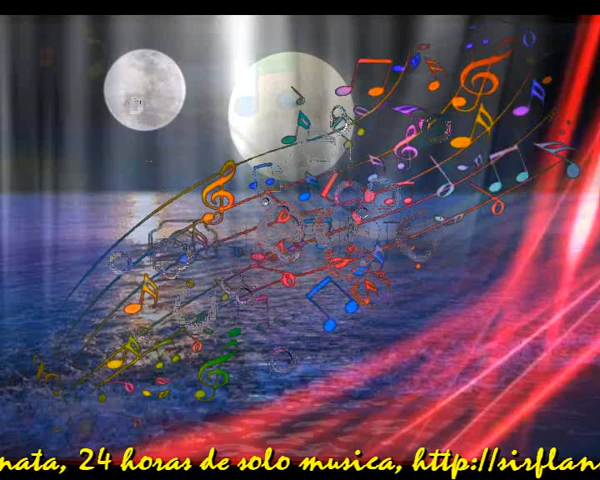 nata, 24 horas de solo musica, http://sirflan